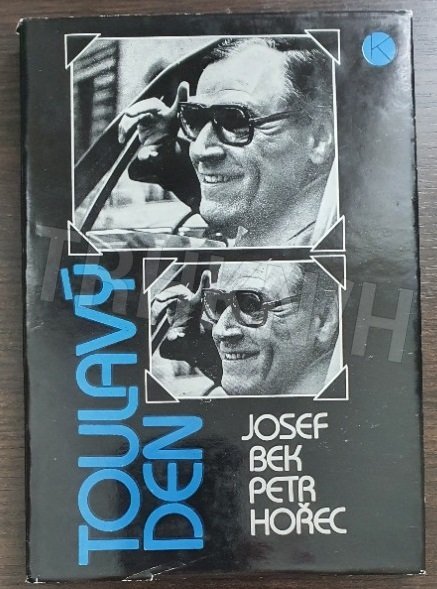 K
TOULAVÝ
DEN
JOSEF
BEK
PETR
HOŘEC